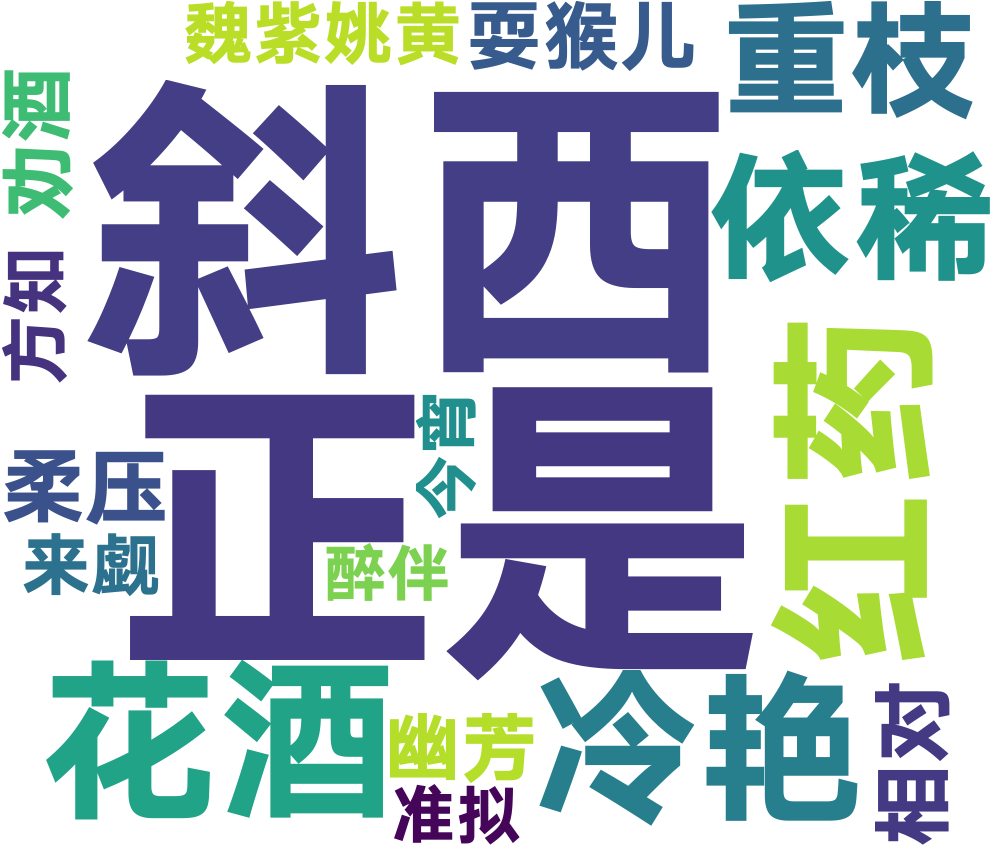 魏紫姚黄
耍猴儿
重枝
劝酒
斜西
依稀
方知
红药
正是
今宵
柔压
来觑
醉伴
花酒
冷艳
幽芳
相对
准拟